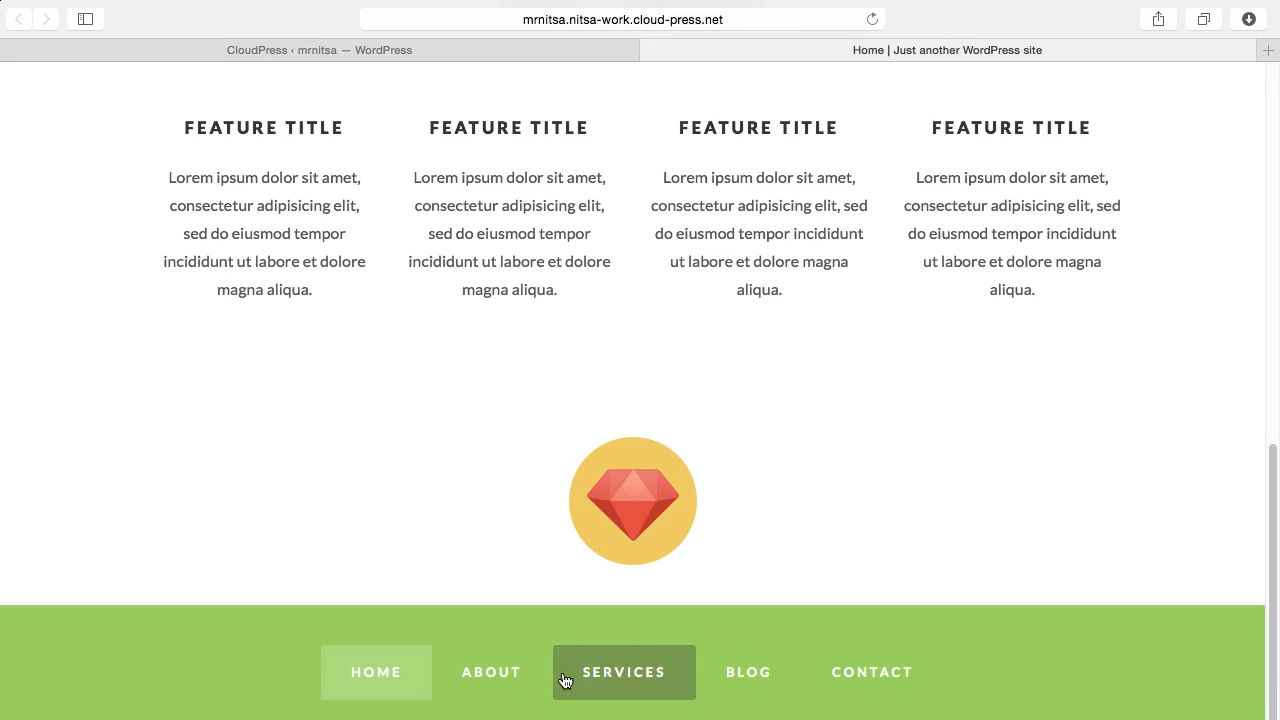 mrnitsa.nitsa-work.cloud-press.net
CloudPress ‹ mrnitsa — WordPress
Home | Just another WordPress site
FEATURE TITLE
Lorem ipsum dolor sit amet,
consectetur adipisicing elit,
sed do eiusmod tempor
incididunt ut labore et dolore
magna aliqua.
FEATURE TITLE
Lorem ipsum dolor sit amet,
consectetur adipisicing elit,
sed do eiusmod tempor
incididunt ut labore et dolore
magna aliqua.
FEATURE TITLE
Lorem ipsum dolor sit amet,
consectetur adipisicing elit, sed
do eiusmod tempor incididunt
ut labore et dolore magna
aliqua.
FEATURE TITLE
Lorem ipsum dolor sit amet,
consectetur adipisicing elit, sed
do eiusmod tempor incididunt
ut labore et dolore magna
aliqua.
HOME ABOUT SERVICES BLOG CONTACT